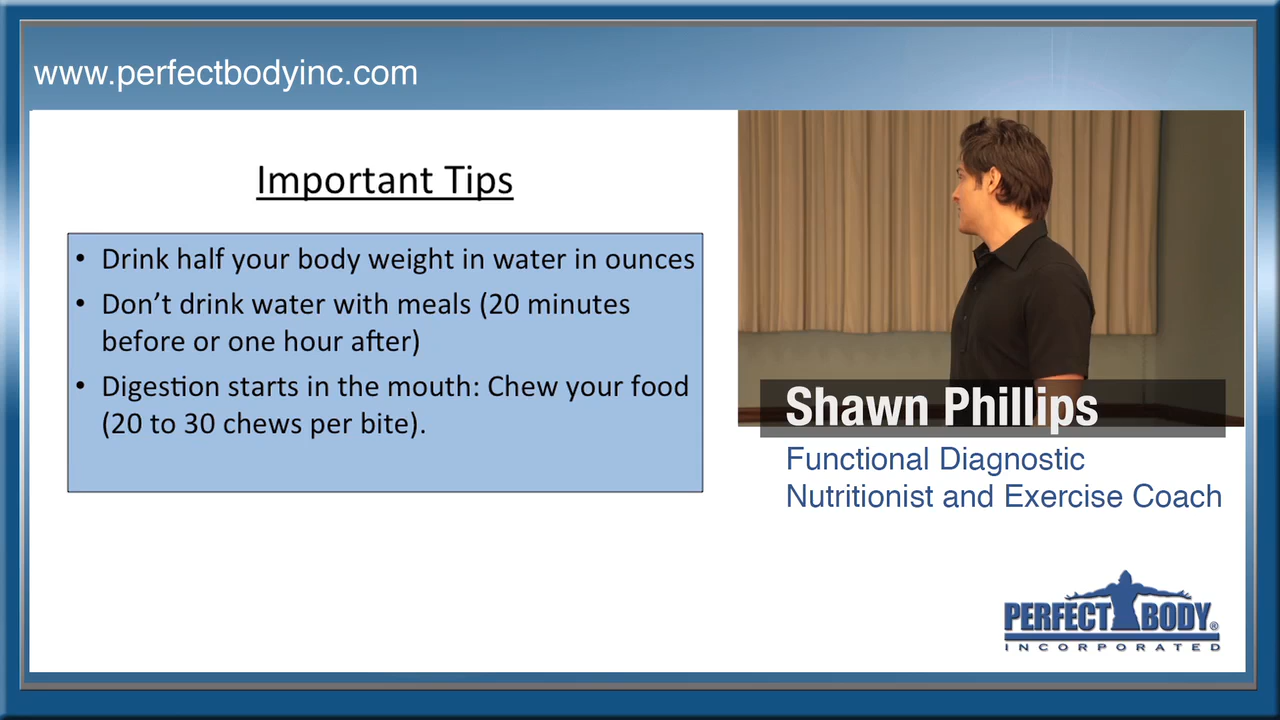 www.perfectbodyinc.com
Important Tips
• Drink half your body weight in water in ounces
• Don’t drink water with meals (20 minutes
before or one hour after)
• Digestion starts in the mouth: Chew your food
(20 to 30 chews per bite).
Shawn Phillips
Functional Diagnostic
Nutritionist and Exercise Coach
PERFECT BODY®
INCORPORATED